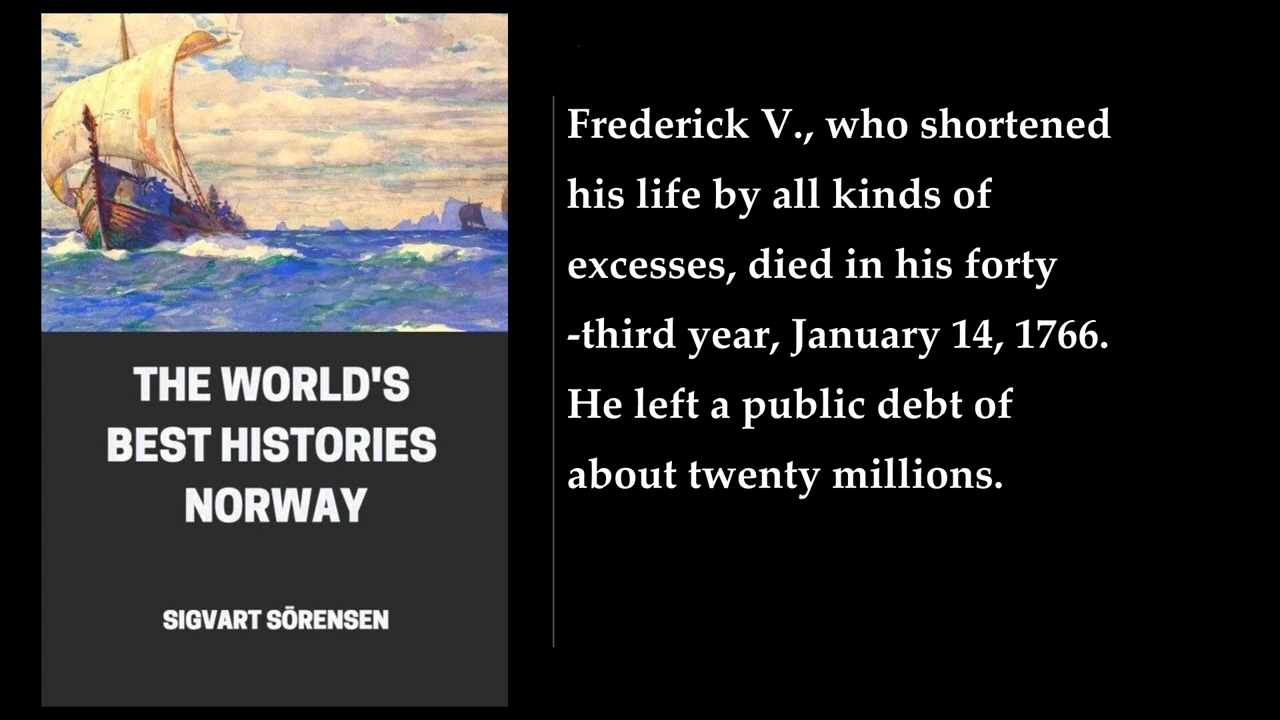 THE WORLD'S
BEST HISTORIES
NORWAY
SIGVART SÖRENSEN
Frederick V., who shortened
his life by all kinds of
excesses, died in his forty
-third year, January 14, 1766.
He left a public debt of
about twenty millions.